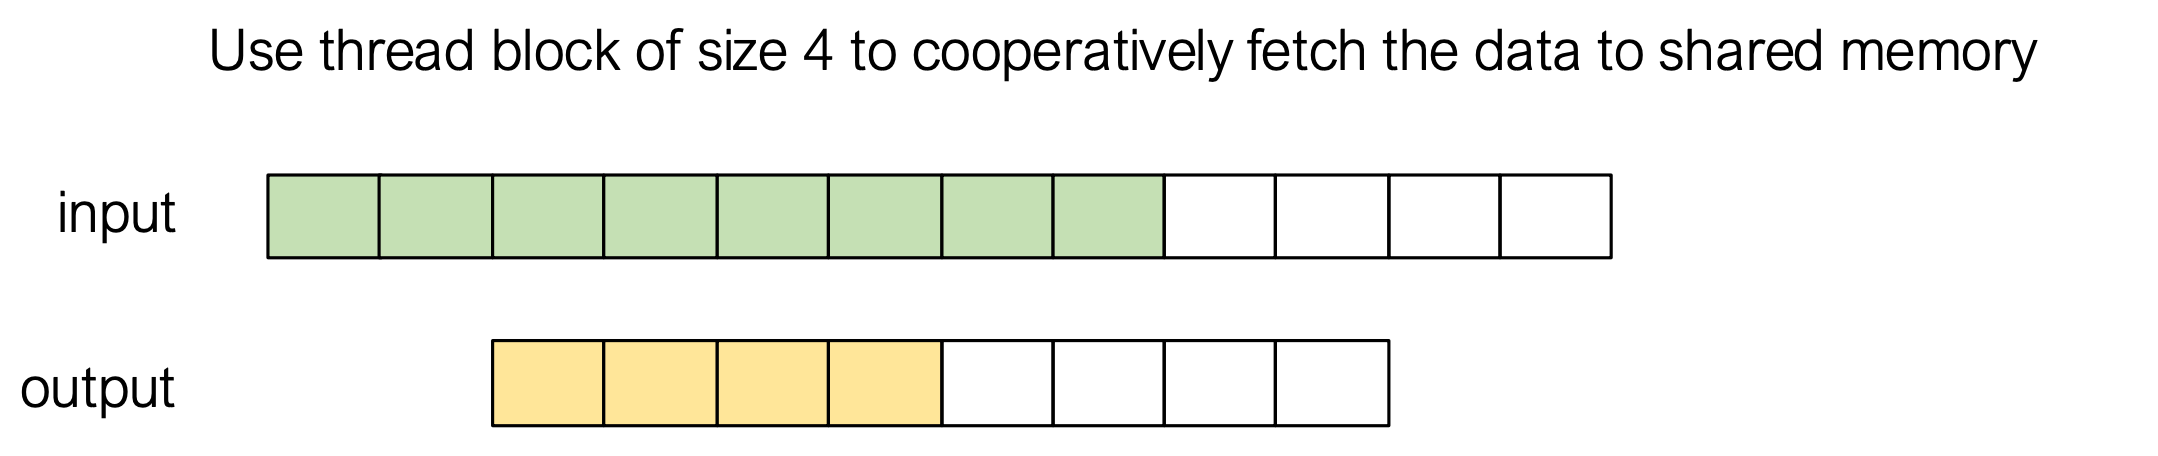 Use thread block of size 4 to cooperatively fetch the data to shared memory
input
output